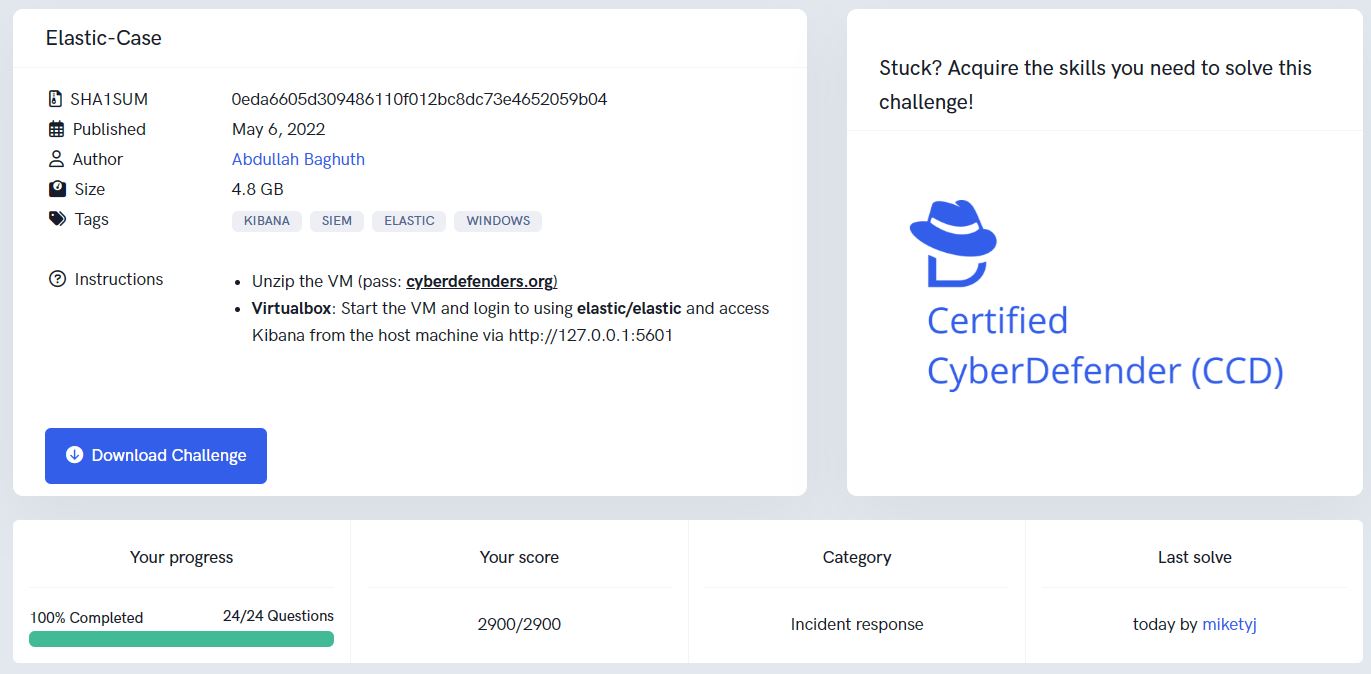 Elastic-Case
SHA1SUM 0eda6605d309486110f012bc8dc73e4652059b04
Published May 6, 2022
Author Abdullah Baghuth
Size 4.8 GB
Tags KIBANA SIEM ELASTIC WINDOWS
Instructions
• Unzip the VM (pass: cyberdefenders.org)
• Virtualbox: Start the VM and login to using elastic/elastic and access
Kibana from the host machine via http://127.0.0.1:5601
Download Challenge
Stuck? Acquire the skills you need to solve this
challenge!
Certified
CyberDefender (CCD)
Your progress
100% Completed 24/24 Questions
Your score
2900/2900
Category
Incident response
Last solve
today by miketyj